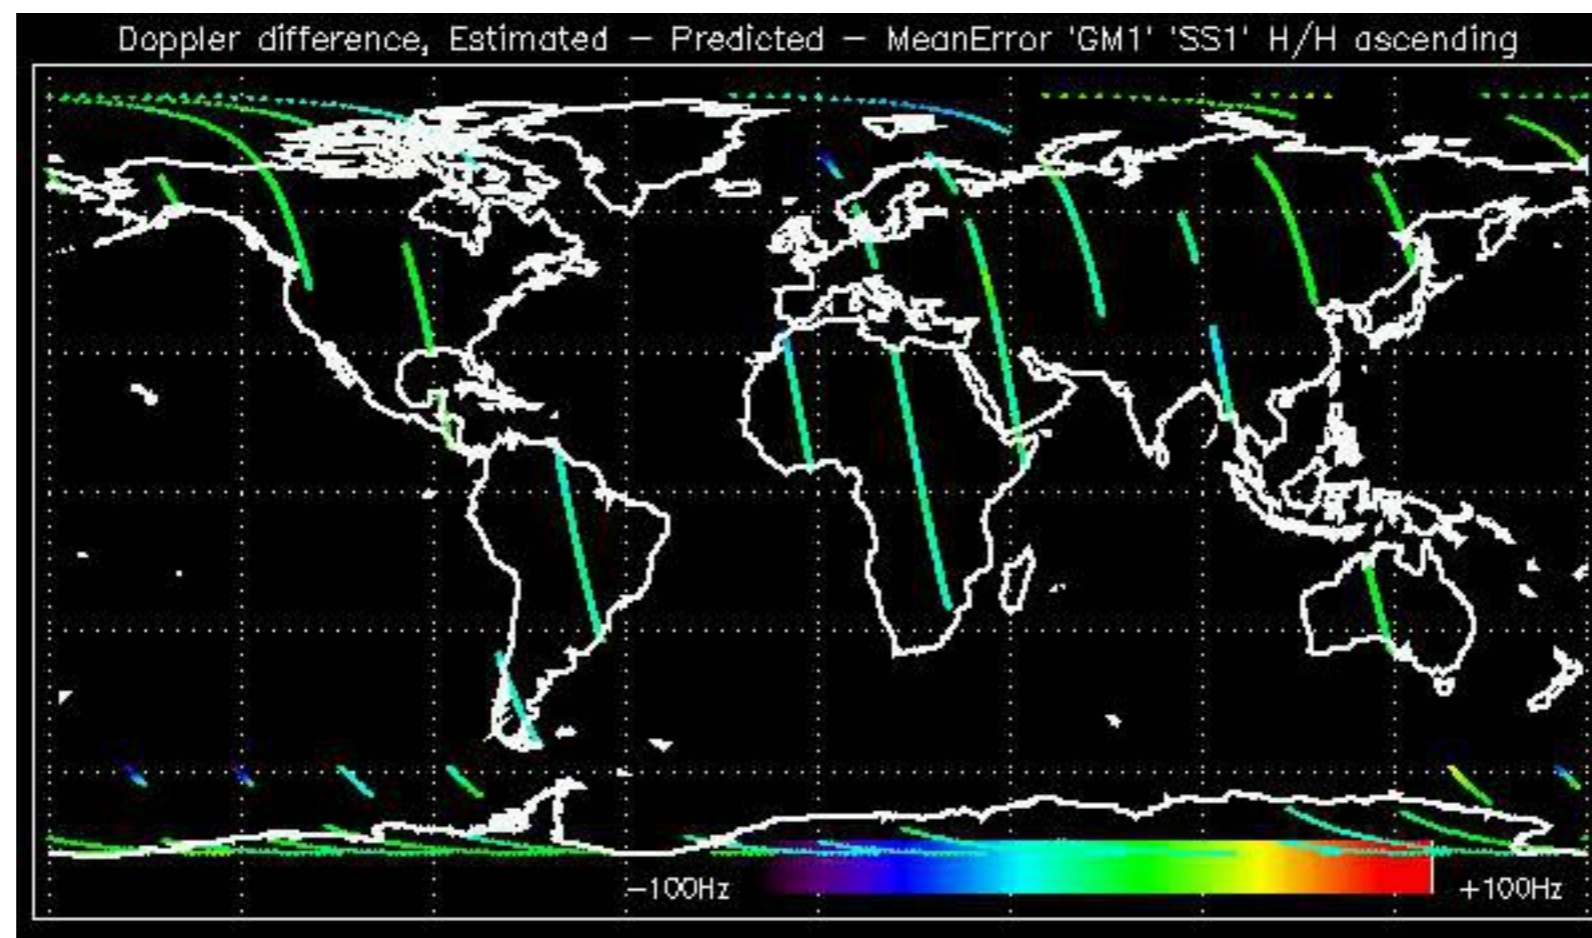 Doppler difference, Estimated − Predicted − MeanError 'GM1' 'SS1' H/H ascending
−100Hz
+100Hz